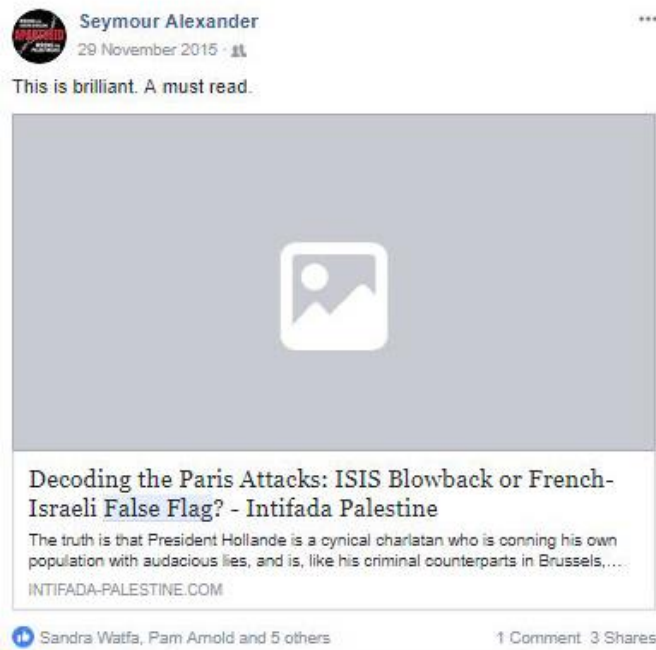 Seymour Alexander
29 November 2015
This is brilliant. A must read.
Decoding the Paris Attacks: ISIS Blowback or French-
Israeli False Flag? - Intifada Palestine
The truth is that President Hollande is a cynical charlatan who is conning his own
population with audacious lies, and is, like his criminal counterparts in Brussels,...
INTIFADA-PALESTINE.COM
Sandra Watfa, Pam Arnold and 5 others
1 Comment 3 Shares